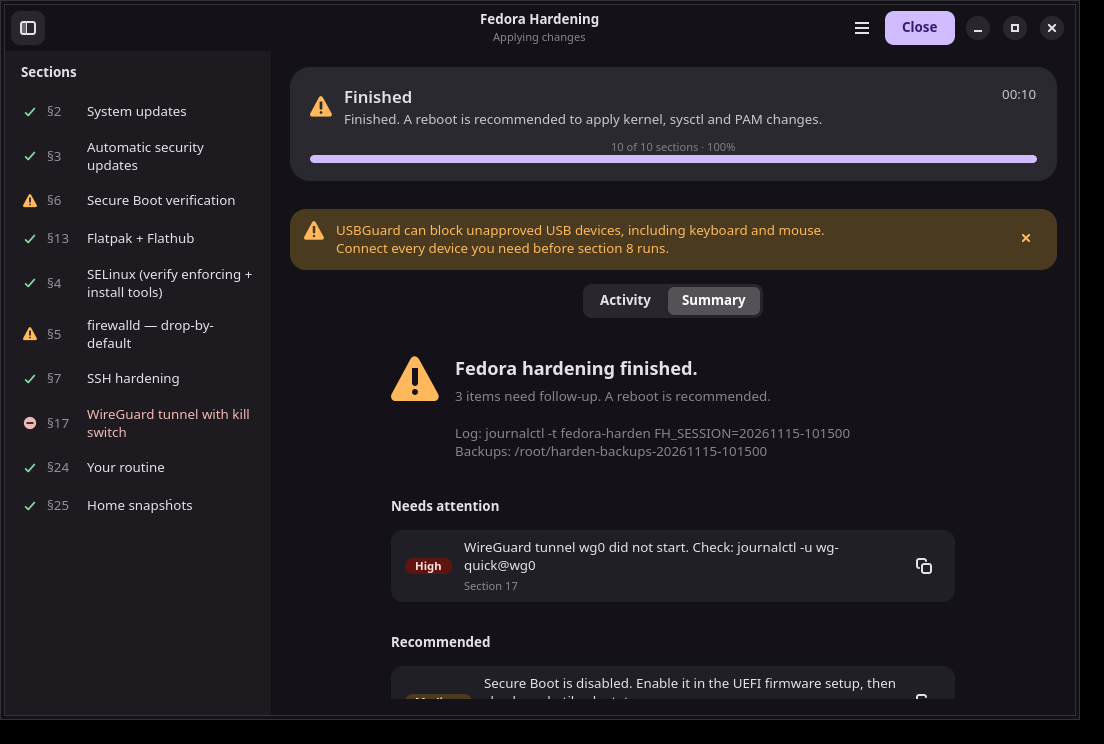 Fedora Hardening
Applying changes
Close
Sections
§2 System updates
§3 Automatic security
updates
§6 Secure Boot verification
§13 Flatpak + Flathub
§4 SELinux (verify enforcing +
install tools)
§5 firewalld — drop-by-
default
§7 SSH hardening
§17 WireGuard tunnel with kill
switch
§24 Your routine
§25 Home snapshots
Finished
00:10
Finished. A reboot is recommended to apply kernel, sysctl and PAM changes.
10 of 10 sections · 100%
USBGuard can block unapproved USB devices, including keyboard and mouse.
Connect every device you need before section 8 runs.
Activity Summary
Fedora hardening finished.
3 items need follow-up. A reboot is recommended.
Log: journalctl -t fedora-harden FH_SESSION=20261115-101500
Backups: /root/harden-backups-20261115-101500
Needs attention
High
WireGuard tunnel wg0 did not start. Check: journalctl -u wg-
quick@wg0
Section 17
Recommended
Secure Boot is disabled. Enable it in the UEFI firmware setup, then